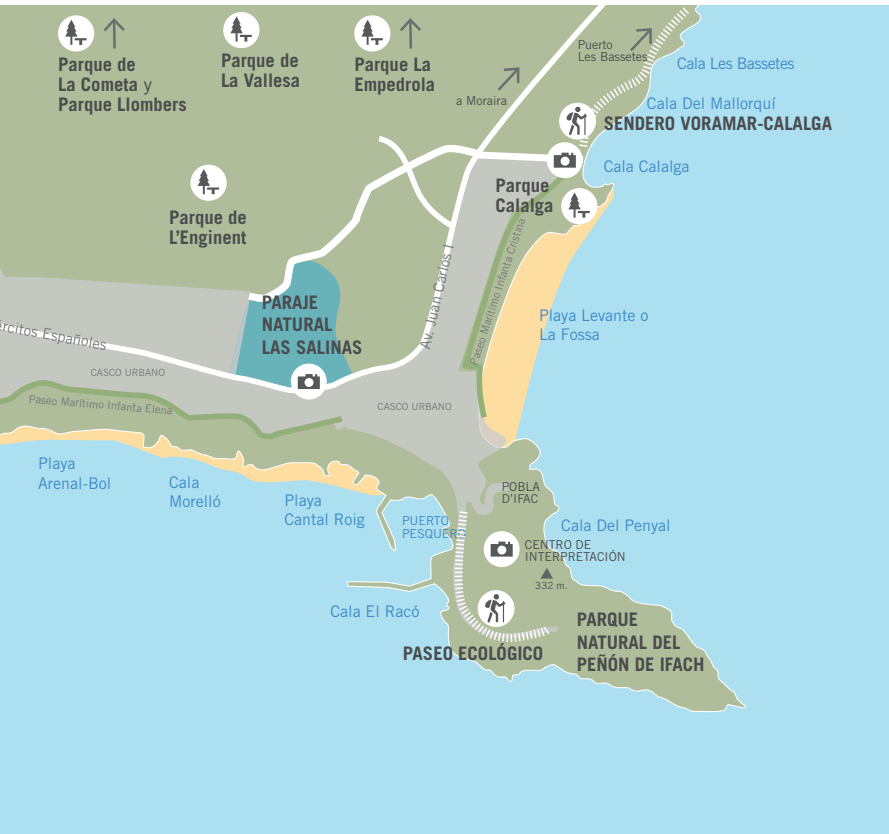 Parque de
La Cometa y
Parque Llombers
Parque de
La Vallesa
Parque La
Empedrola
Puerto
Les Bassetes
a Moraira
Cala Les Bassetes
Cala Del Mallorquí
SENDERO VORAMAR-CALALGA
Cala Calalga
Parque
Calalga
Parque de
L'Enginent
Av. Juan Carlos I
Paseo Marítimo Infanta Cristina
PARAJE
NATURAL
LAS SALINAS
Playa Levante o
La Fossa
ércitos Españoles
CASCO URBANO
CASCO URBANO
Paseo Marítimo Infanta Elena
Playa
Arenal-Bol
Cala
Morelló
Playa
Cantal Roig
PUERTO
PESQUERO
POBLA
D'IFAC
Cala Del Penyal
CENTRO DE
INTERPRETACIÓN
332 m.
Cala El Racó
PASEO ECOLÓGICO
PARQUE
NATURAL DEL
PEÑÓN DE IFACH